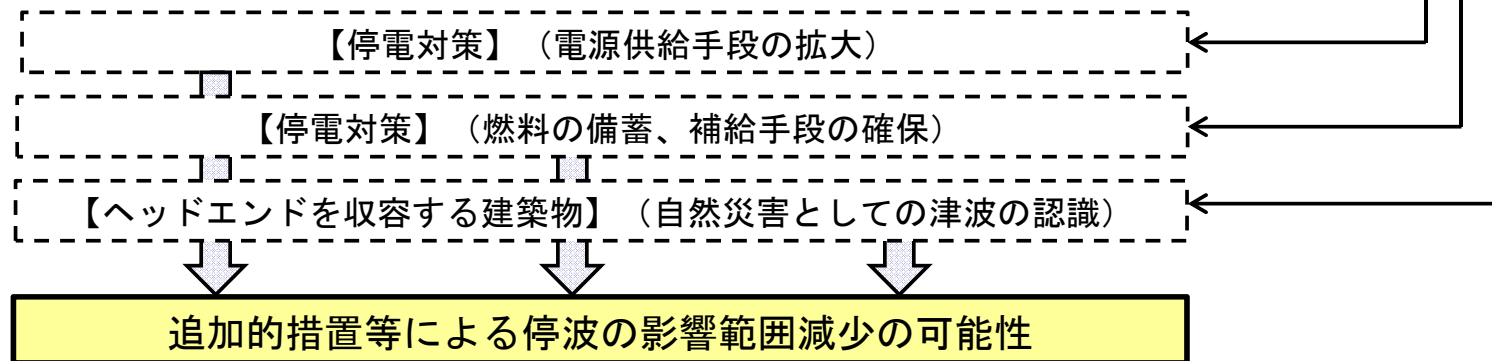 【停電対策】（電源供給手段の拡大）
【停電対策】（燃料の備蓄、補給手段の確保）
【ヘッドエンドを収容する建築物】（自然災害としての津波の認識）
追加的措置等による停波の影響範囲減少の可能性